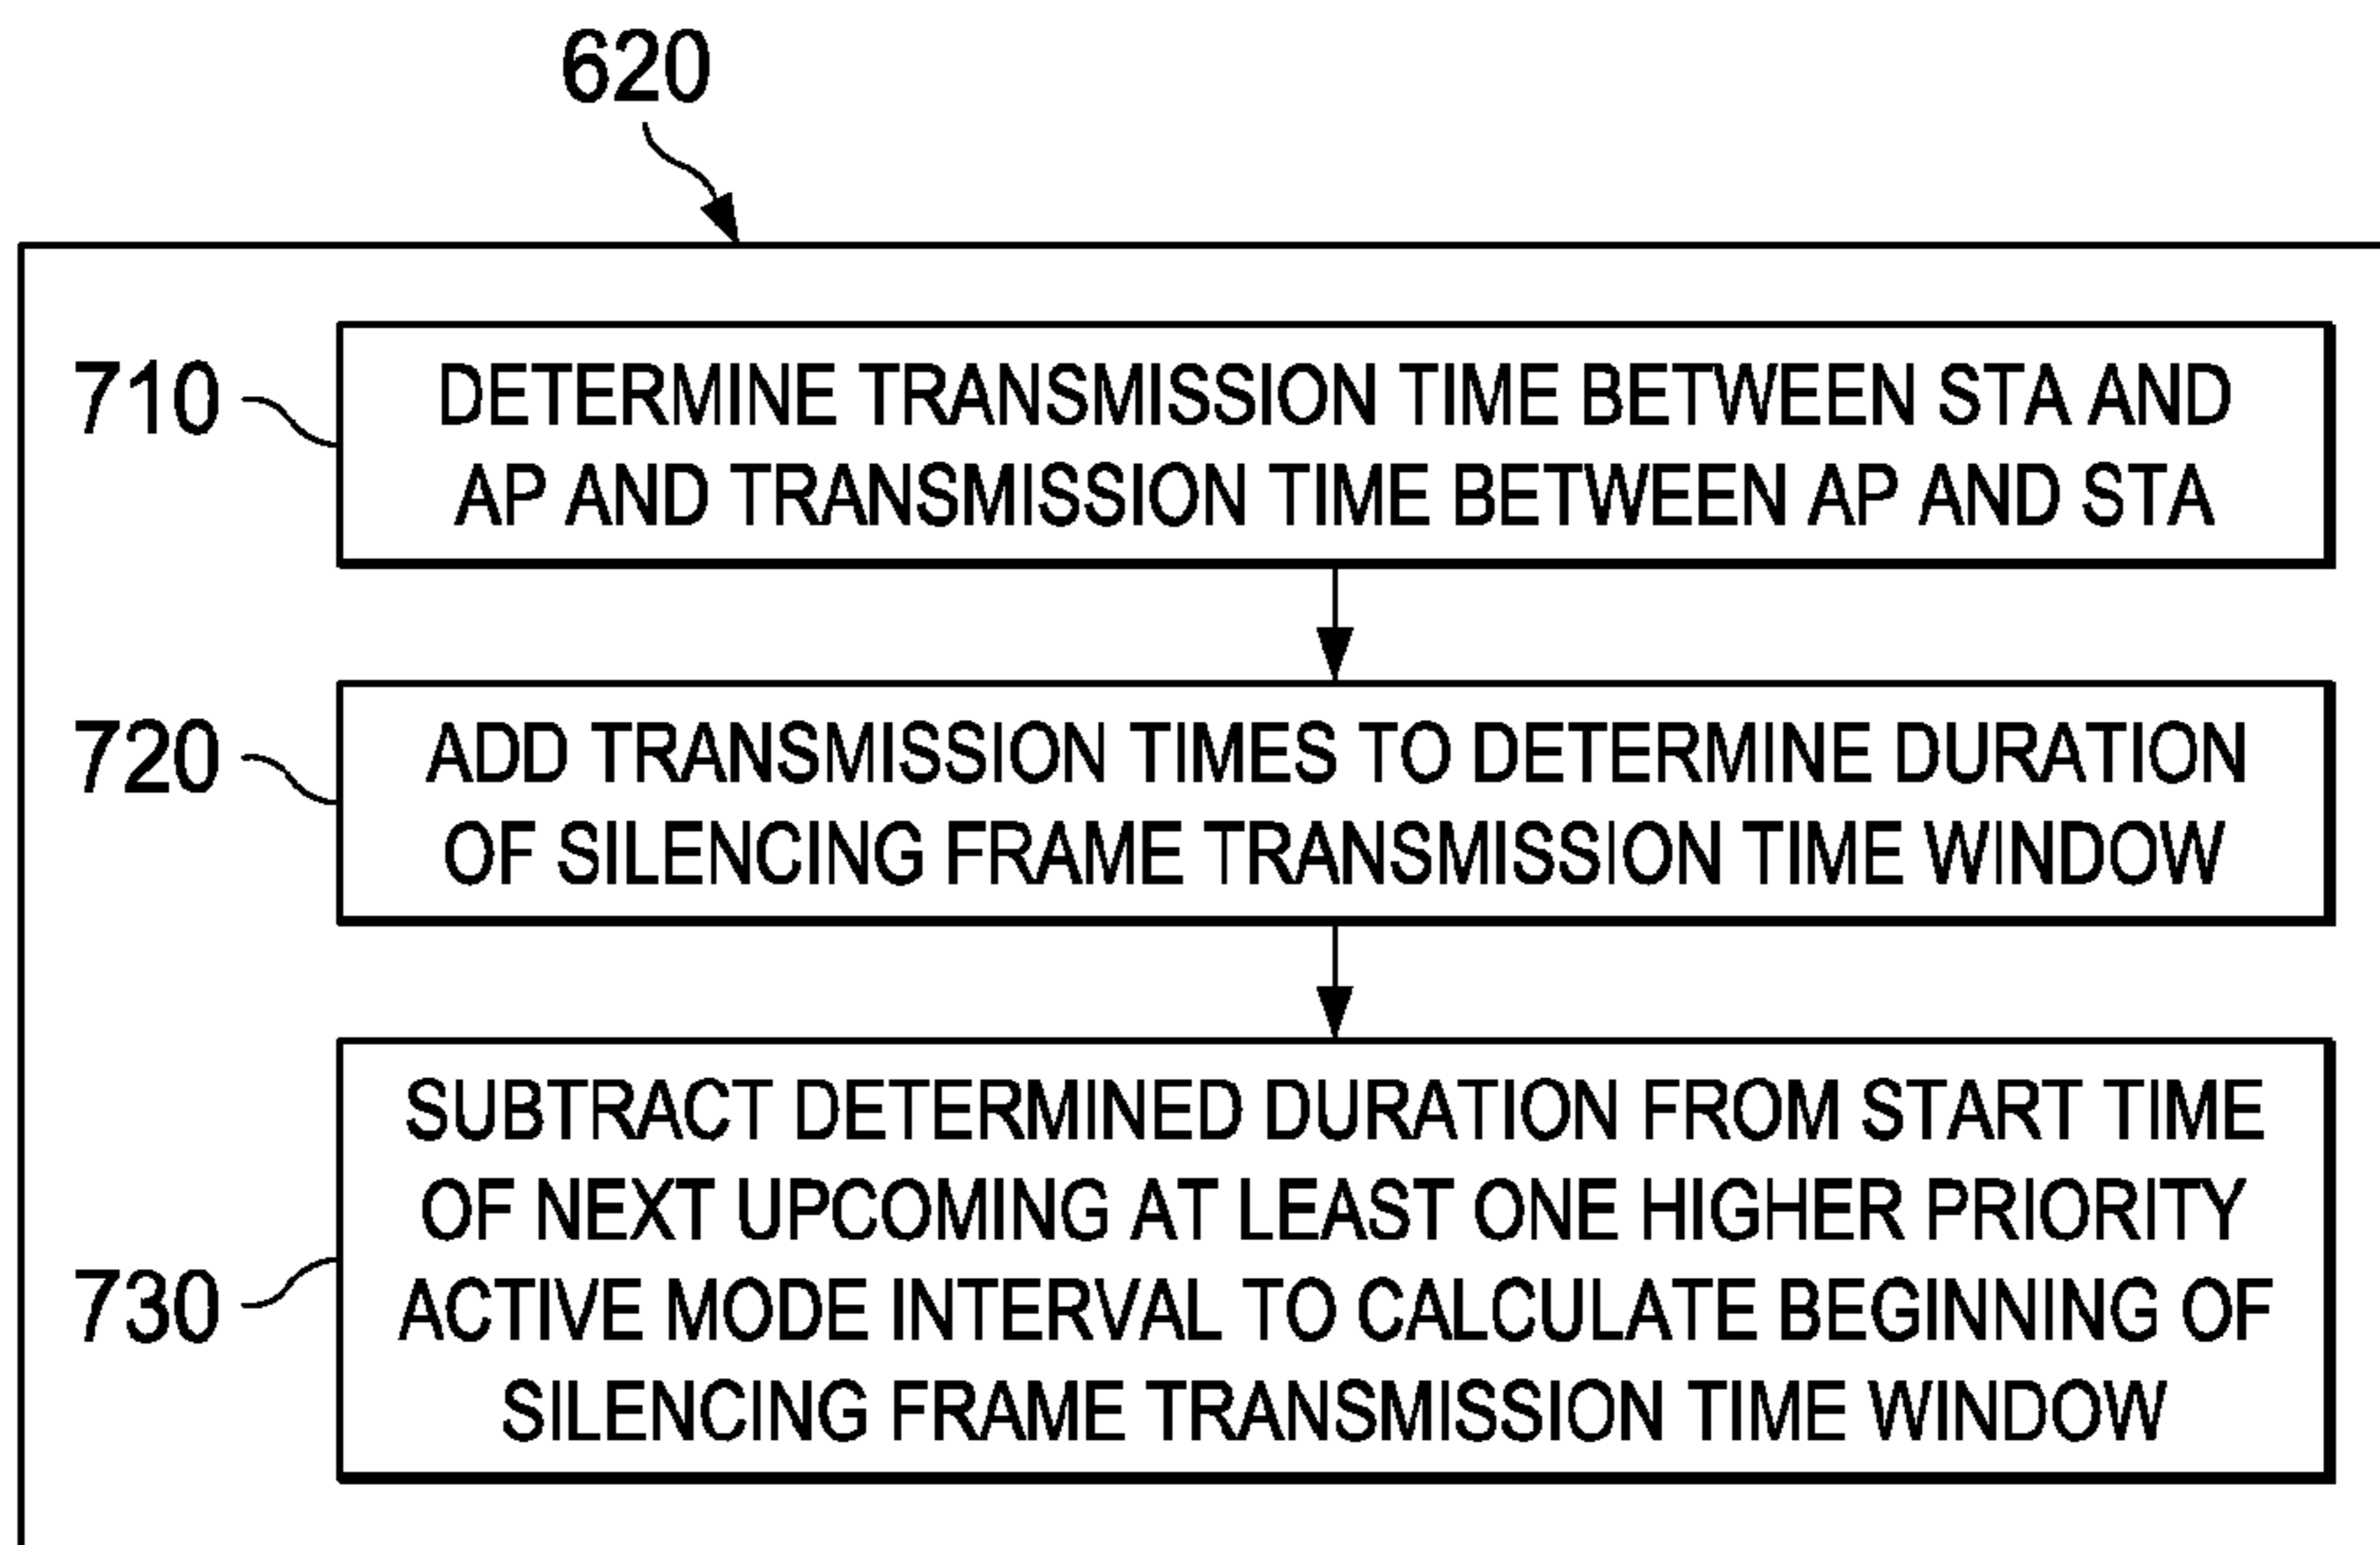 620
710
DETERMINE TRANSMISSION TIME BETWEEN STA AND
AP AND TRANSMISSION TIME BETWEEN AP AND STA
720
ADD TRANSMISSION TIMES TO DETERMINE DURATION
OF SILENCING FRAME TRANSMISSION TIME WINDOW
730
SUBTRACT DETERMINED DURATION FROM START TIME
OF NEXT UPCOMING AT LEAST ONE HIGHER PRIORITY
ACTIVE MODE INTERVAL TO CALCULATE BEGINNING OF
SILENCING FRAME TRANSMISSION TIME WINDOW